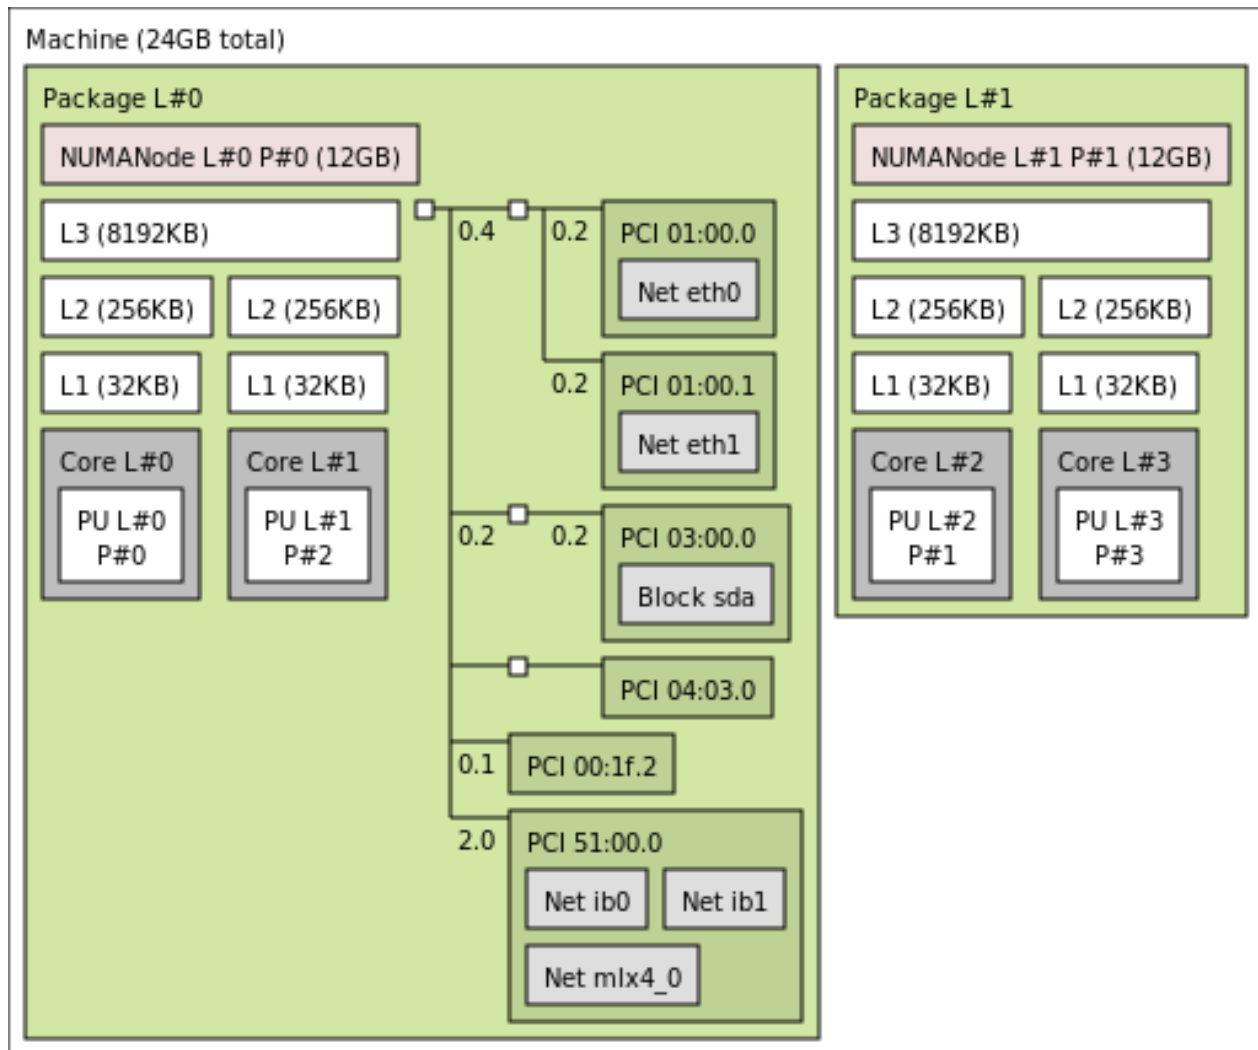 Machine (24GB total)
Package L#0
NUMANode L#0 P#0 (12GB)
L3 (8192KB)
L2 (256KB)
L2 (256KB)
L1 (32KB)
L1 (32KB)
Core L#0
PU L#0
P#0
Core L#1
PU L#1
P#2
0.4
0.2
PCI 01:00.0
Net eth0
0.2
PCI 01:00.1
Net eth1
0.2
0.2
PCI 03:00.0
Block sda
PCI 04:03.0
0.1
PCI 00:1f.2
2.0
PCI 51:00.0
Net ib0
Net ib1
Net mlx4_0
Package L#1
NUMANode L#1 P#1 (12GB)
L3 (8192KB)
L2 (256KB)
L2 (256KB)
L1 (32KB)
L1 (32KB)
Core L#2
PU L#2
P#1
Core L#3
PU L#3
P#3